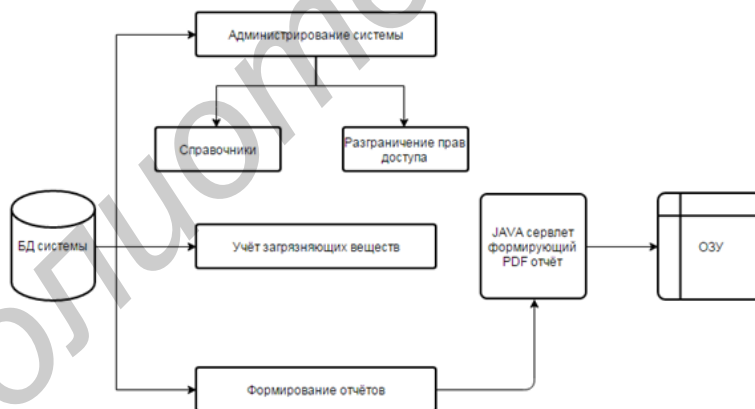 Администрирование системы
Справочники
Разграничение прав
доступа
БД системы
Учёт загрязняющих веществ
JAVA сервлет
формирующий
PDF отчёт
ОЗУ
Формирование отчётов